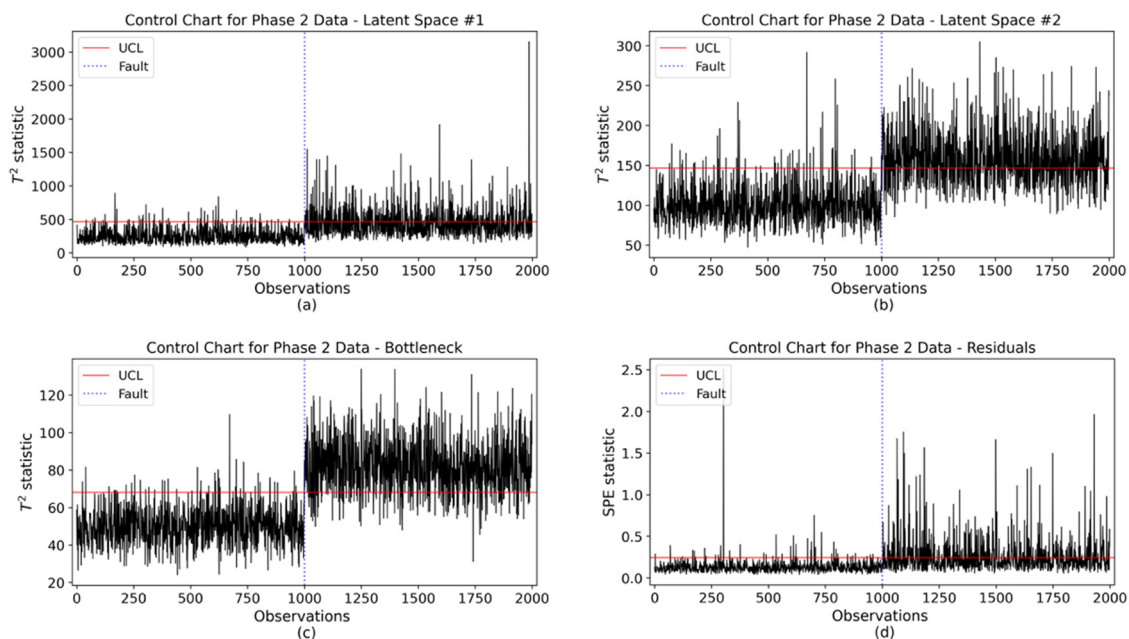 Control Chart for Phase 2 Data - Latent Space #1
UCL
Fault
3000
2500
2000
1500
1000
500
0
T² statistic
0 250 500 750 1000 1250 1500 1750 2000
Observations
(a)
Control Chart for Phase 2 Data - Latent Space #2
UCL
Fault
300
250
200
150
100
50
T² statistic
0 250 500 750 1000 1250 1500 1750 2000
Observations
(b)
Control Chart for Phase 2 Data - Bottleneck
UCL
Fault
120
100
80
60
40
20
T² statistic
0 250 500 750 1000 1250 1500 1750 2000
Observations
(c)
Control Chart for Phase 2 Data - Residuals
UCL
Fault
2.5
2.0
1.5
1.0
0.5
0.0
SPE statistic
0 250 500 750 1000 1250 1500 1750 2000
Observations
(d)